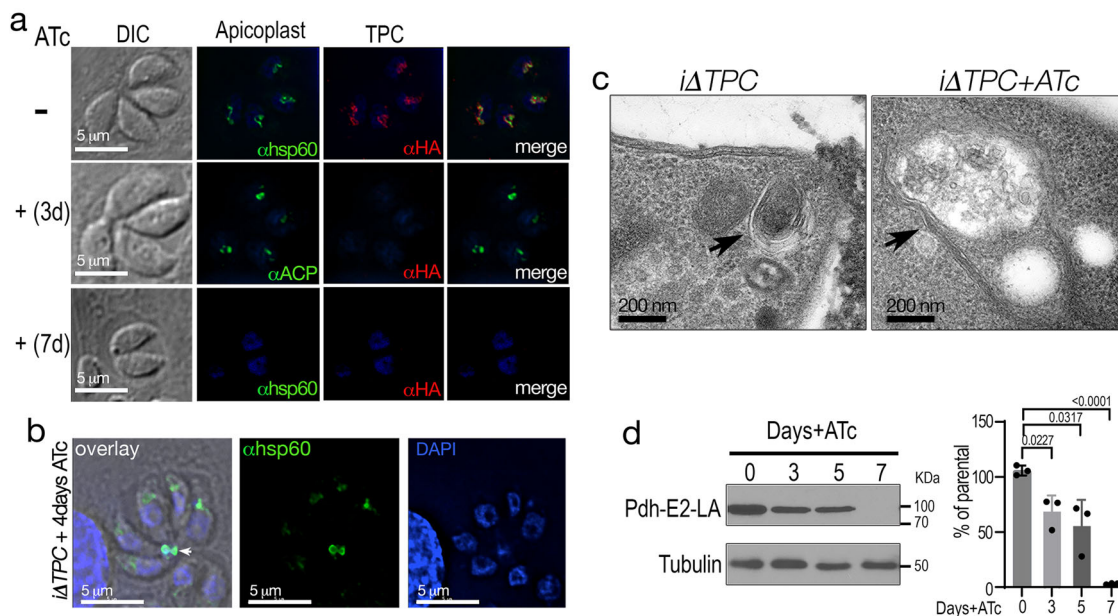 a
ATc DIC Apicoplast TPC
-
5 μm αhsp60 αHA merge
+ (3d)
5 μm αACP αHA merge
+ (7d)
5 μm αhsp60 αHA merge
b
iΔTPC + 4days ATc
overlay αhsp60 DAPI
5 μm 5 μm 5 μm
c
iΔTPC iΔTPC+ATc
200 nm 200 nm
d
Days+ATc
0 3 5 7 KDa
Pdh-E2-LA 100
70
Tubulin 50
<0.0001
0.0317
0.0227
% of parental
150
100
50
0
Days+ATc 0 3 5 7